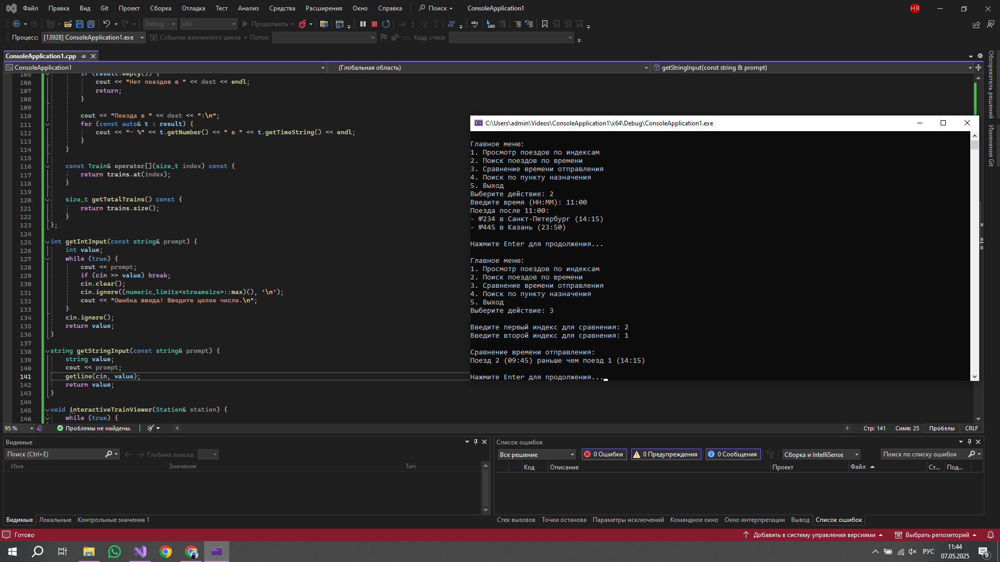 Файл Правка Вид Git Проект Сборка Отладка Тест Анализ Средства Расширения Окно Справка Поиск ConsoleApplication1 НЯ
Debug x64 Продолжить
Процесс: [13928] ConsoleApplication1.exe События жизненного цикла Поток: Кадр стека:
ConsoleApplication1.cpp
ConsoleApplication1 (Глобальная область) getStringInput(const string & prompt)
105 if (result.empty()) {
106 cout << "Нет поездов в " << dest << endl;
107 return;
108 }
109
110 cout << "Поезда в " << dest << ":\n";
111 for (const auto& t : result) {
112 cout << "- №" << t.getNumber() << " в " << t.getTimeString() << endl;
113 }
114 }
115
116 const Train& operator[](size_t index) const {
117 return trains.at(index);
118 }
119
120 size_t getTotalTrains() const {
121 return trains.size();
122 }
123 };
124
125 int getIntInput(const string& prompt) {
126 int value;
127 while (true) {
128 cout << prompt;
129 if (cin >> value) break;
130 cin.clear();
131 cin.ignore((numeric_limits<streamsize>::max)(), '\n');
132 cout << "Ошибка ввода! Введите целое число.\n";
133 }
134 cin.ignore();
135 return value;
136 }
137
138 string getStringInput(const string& prompt) {
139 string value;
140 cout << prompt;
141 getline(cin, value);
142 return value;
143 }
144
145 void interactiveTrainViewer(Station& station) {
146 while (true) {
C:\Users\admin\Videos\ConsoleApplication1\x64\Debug\ConsoleApplication1.exe
Главное меню:
1. Просмотр поездов по индексам
2. Поиск поездов по времени
3. Сравнение времени отправления
4. Поиск по пункту назначения
5. Выход
Выберите действие: 2
Введите время (HH:MM): 11:00
Поезда после 11:00:
- №234 в Санкт-Петербург (14:15)
- №445 в Казань (23:50)
Нажмите Enter для продолжения...
Главное меню:
1. Просмотр поездов по индексам
2. Поиск поездов по времени
3. Сравнение времени отправления
4. Поиск по пункту назначения
5. Выход
Выберите действие: 3
Введите первый индекс для сравнения: 2
Введите второй индекс для сравнения: 1
Сравнение времени отправления:
Поезд 2 (09:45) раньше чем поезд 1 (14:15)
Нажмите Enter для продолжения...
Обозреватель решений
Изменения Git
95 % Проблемы не найдены. Стр: 141 Симв: 25 Пробелы CRLF
Видимые
Поиск (Ctrl+E) Глубина поиска:
Имя Значение Тип
Видимые Локальные Контрольные значения 1
Список ошибок
Все решение 0 Ошибки 0 Предупреждения 0 Сообщения Сборка и IntelliSense Поиск по списку ошибок
Код Описание Проект Файл Ст... Под...
Стек вызовов Точки останова Параметры исключений Командное окно Окно интерпретации Вывод Список ошибок
Готово Добавить в систему управления версиями Выбрать репозиторий
РУС 11:44
07.05.2025
9